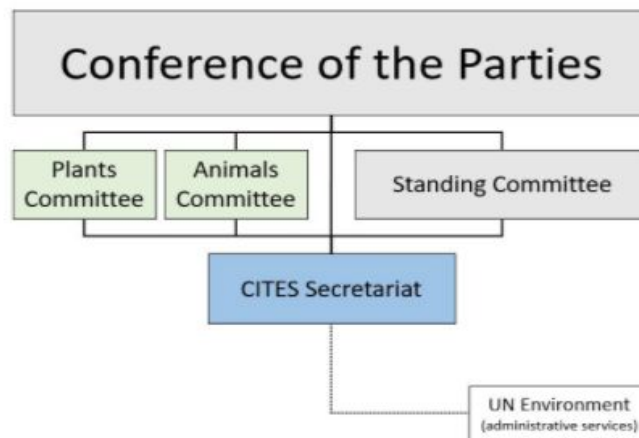 Conference of the Parties
Plants
Committee
Animals
Committee
Standing Committee
CITES Secretariat
UN Environment
(administrative services)